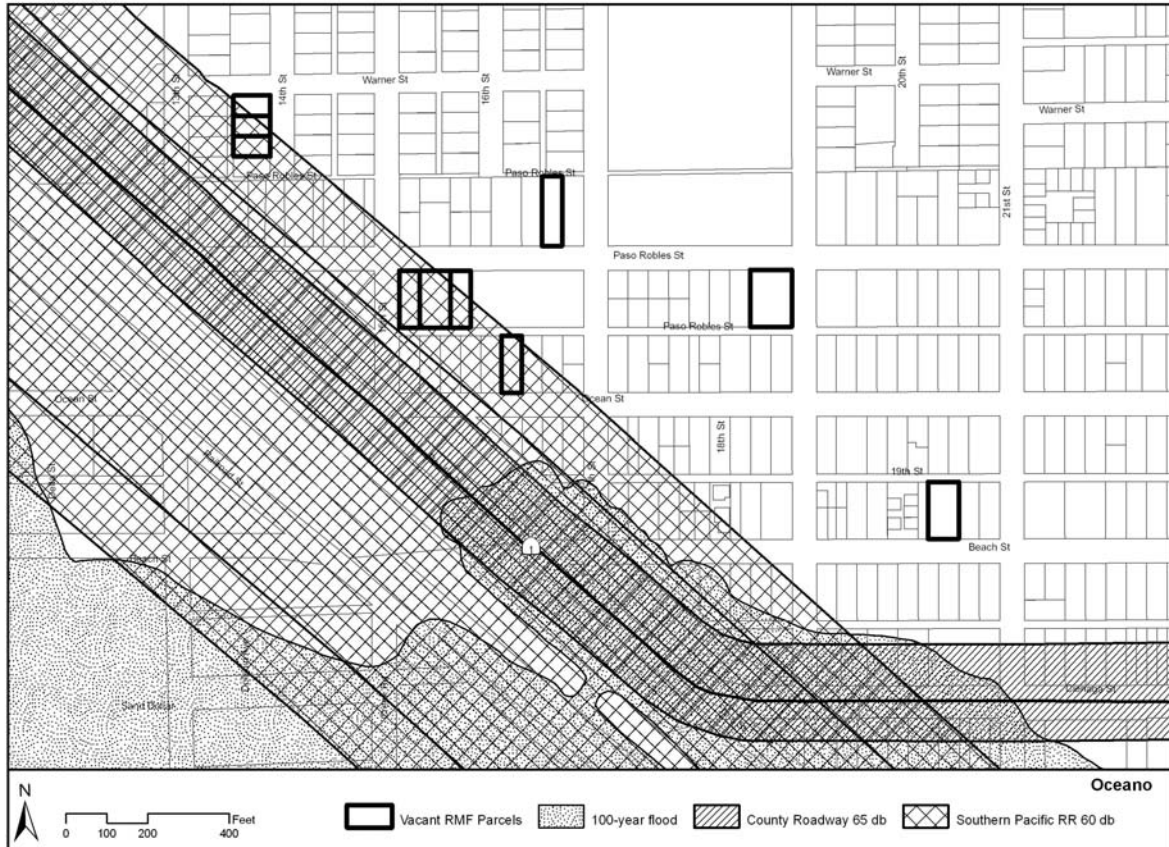 Warner St
Warner St
Warner St
13th St
14th St
16th St
20th St
21st St
Paso Robles St
Paso Robles St
Paso Robles St
Paso Robles St
Ocean St
Ocean St
18th St
19th St
Beach St
Beach St
Cienaga St
Sand Dollar
1
Oceano
N
0 100 200 400 Feet
Vacant RMF Parcels
100-year flood
County Roadway 65 db
Southern Pacific RR 60 db